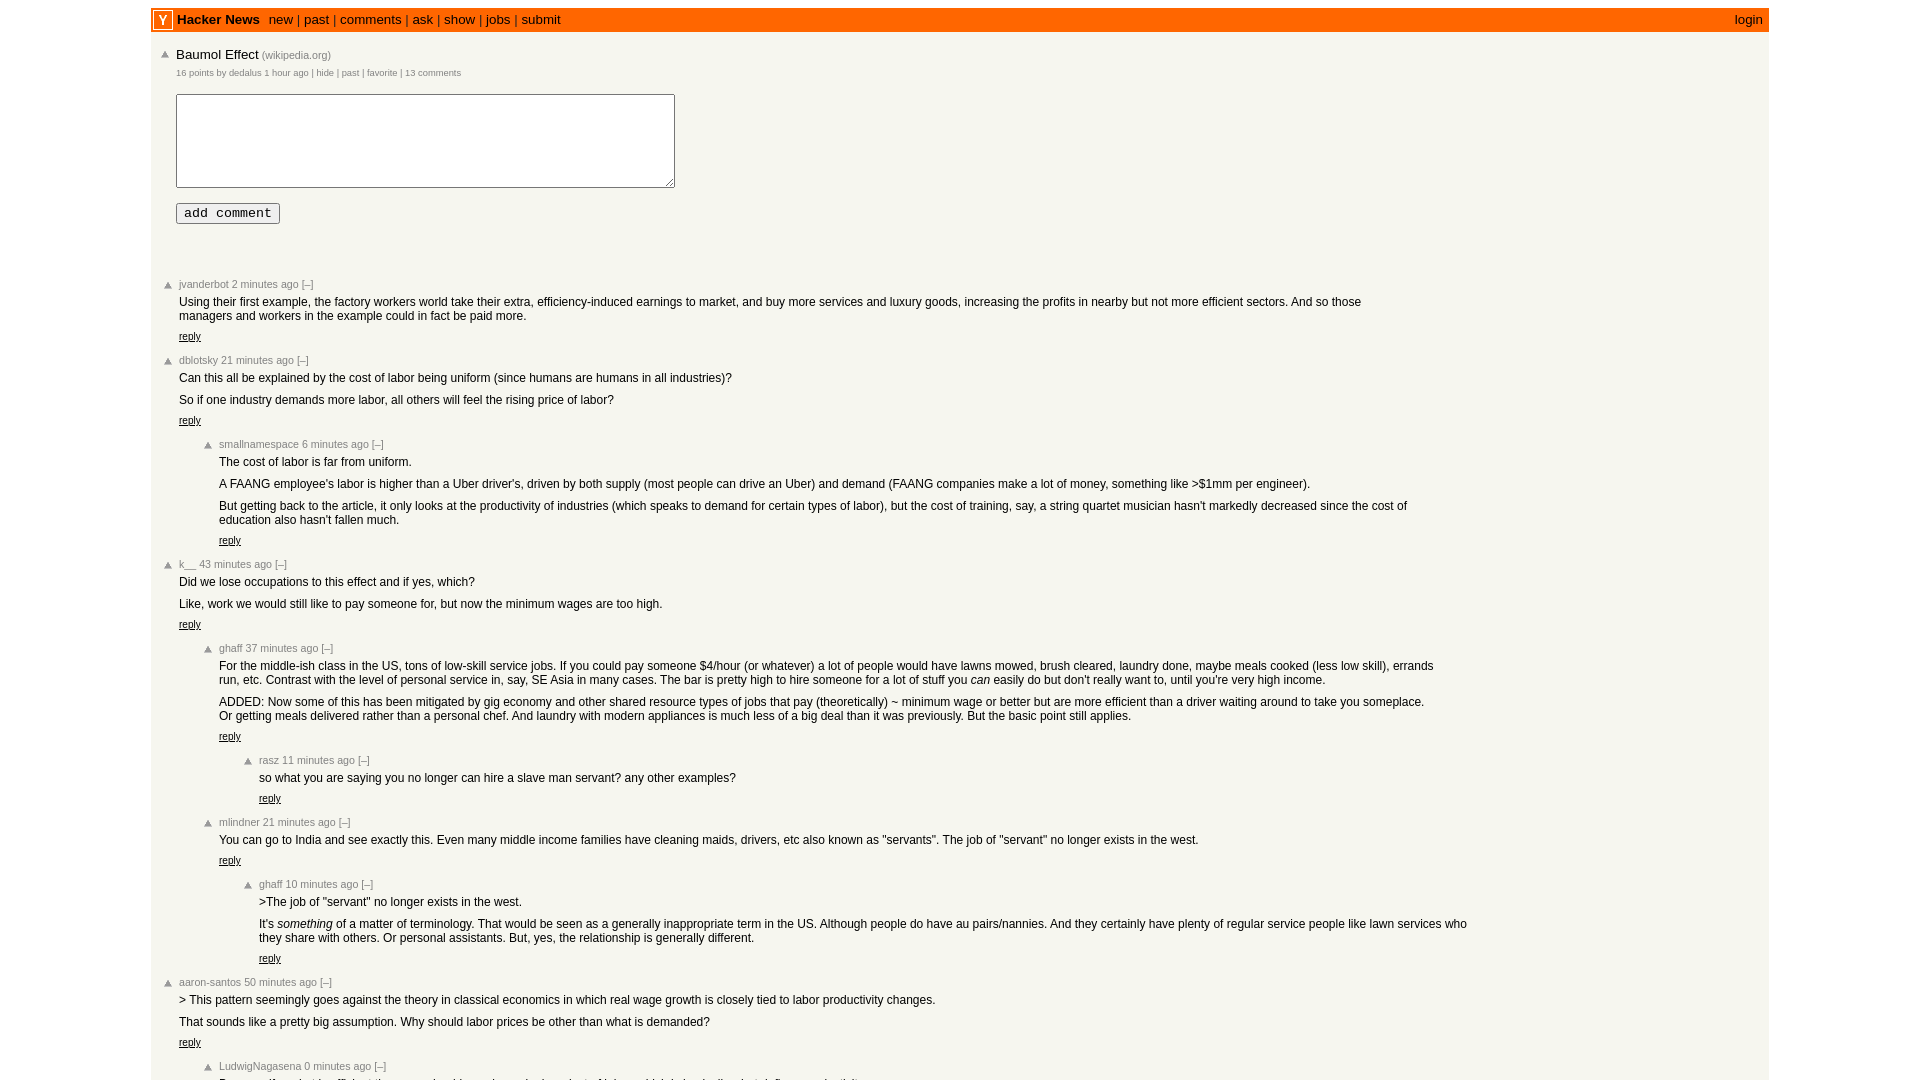 Y Hacker News new | past | comments | ask | show | jobs | submit login
Baumol Effect (wikipedia.org)
16 points by dedalus 1 hour ago | hide | past | favorite | 13 comments
add comment
jvanderbot 2 minutes ago [–]
Using their first example, the factory workers world take their extra, efficiency-induced earnings to market, and buy more services and luxury goods, increasing the profits in nearby but not more efficient sectors. And so those
managers and workers in the example could in fact be paid more.
reply
dblotsky 21 minutes ago [–]
Can this all be explained by the cost of labor being uniform (since humans are humans in all industries)?
So if one industry demands more labor, all others will feel the rising price of labor?
reply
smallnamespace 6 minutes ago [–]
The cost of labor is far from uniform.
A FAANG employee's labor is higher than a Uber driver's, driven by both supply (most people can drive an Uber) and demand (FAANG companies make a lot of money, something like >$1mm per engineer).
But getting back to the article, it only looks at the productivity of industries (which speaks to demand for certain types of labor), but the cost of training, say, a string quartet musician hasn't markedly decreased since the cost of
education also hasn't fallen much.
reply
k__ 43 minutes ago [–]
Did we lose occupations to this effect and if yes, which?
Like, work we would still like to pay someone for, but now the minimum wages are too high.
reply
ghaff 37 minutes ago [–]
For the middle-ish class in the US, tons of low-skill service jobs. If you could pay someone $4/hour (or whatever) a lot of people would have lawns mowed, brush cleared, laundry done, maybe meals cooked (less low skill), errands
run, etc. Contrast with the level of personal service in, say, SE Asia in many cases. The bar is pretty high to hire someone for a lot of stuff you can easily do but don't really want to, until you're very high income.
ADDED: Now some of this has been mitigated by gig economy and other shared resource types of jobs that pay (theoretically) ~ minimum wage or better but are more efficient than a driver waiting around to take you someplace.
Or getting meals delivered rather than a personal chef. And laundry with modern appliances is much less of a big deal than it was previously. But the basic point still applies.
reply
rasz 11 minutes ago [–]
so what you are saying you no longer can hire a slave man servant? any other examples?
reply
mlindner 21 minutes ago [–]
You can go to India and see exactly this. Even many middle income families have cleaning maids, drivers, etc also known as "servants". The job of "servant" no longer exists in the west.
reply
ghaff 10 minutes ago [–]
>The job of "servant" no longer exists in the west.
It's something of a matter of terminology. That would be seen as a generally inappropriate term in the US. Although people do have au pairs/nannies. And they certainly have plenty of regular service people like lawn services who
they share with others. Or personal assistants. But, yes, the relationship is generally different.
reply
aaron-santos 50 minutes ago [–]
> This pattern seemingly goes against the theory in classical economics in which real wage growth is closely tied to labor productivity changes.
That sounds like a pretty big assumption. Why should labor prices be other than what is demanded?
reply
LudwigNagasena 0 minutes ago [–]